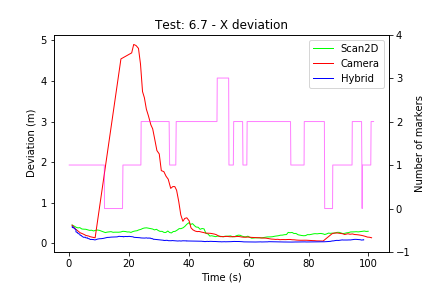 Test: 6.7 - X deviation
Scan2D
Camera
Hybrid
Deviation (m)
5
4
3
2
1
0
4
3
2
1
0
−1
Number of markers
0
20
40
60
80
100
Time (s)